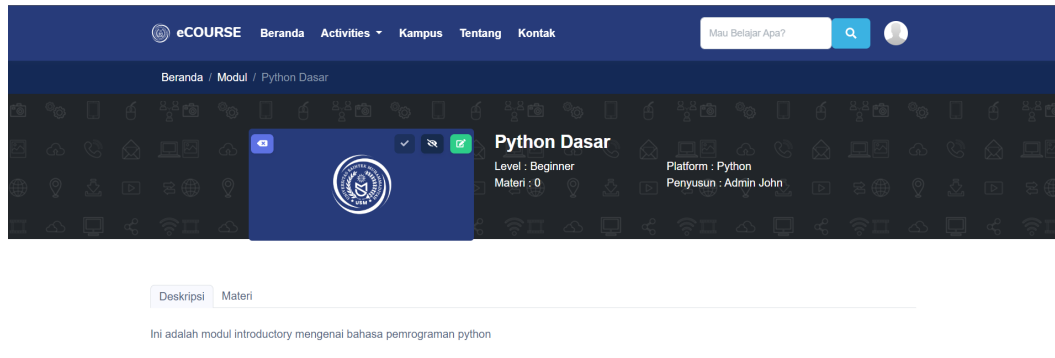 eCOURSE Beranda Activities Kampus Tentang Kontak Mau Belajar Apa?
Beranda / Modul / Python Dasar
Python Dasar
Level : Beginner Platform : Python
Materi : 0 Penyusun : Admin John
USM
Deskripsi Materi
Ini adalah modul introductory mengenai bahasa pemrograman python